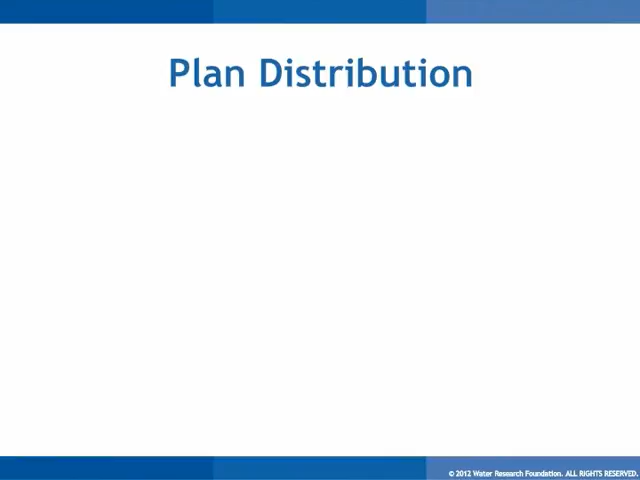 Plan Distribution
© 2012 Water Research Foundation. ALL RIGHTS RESERVED.